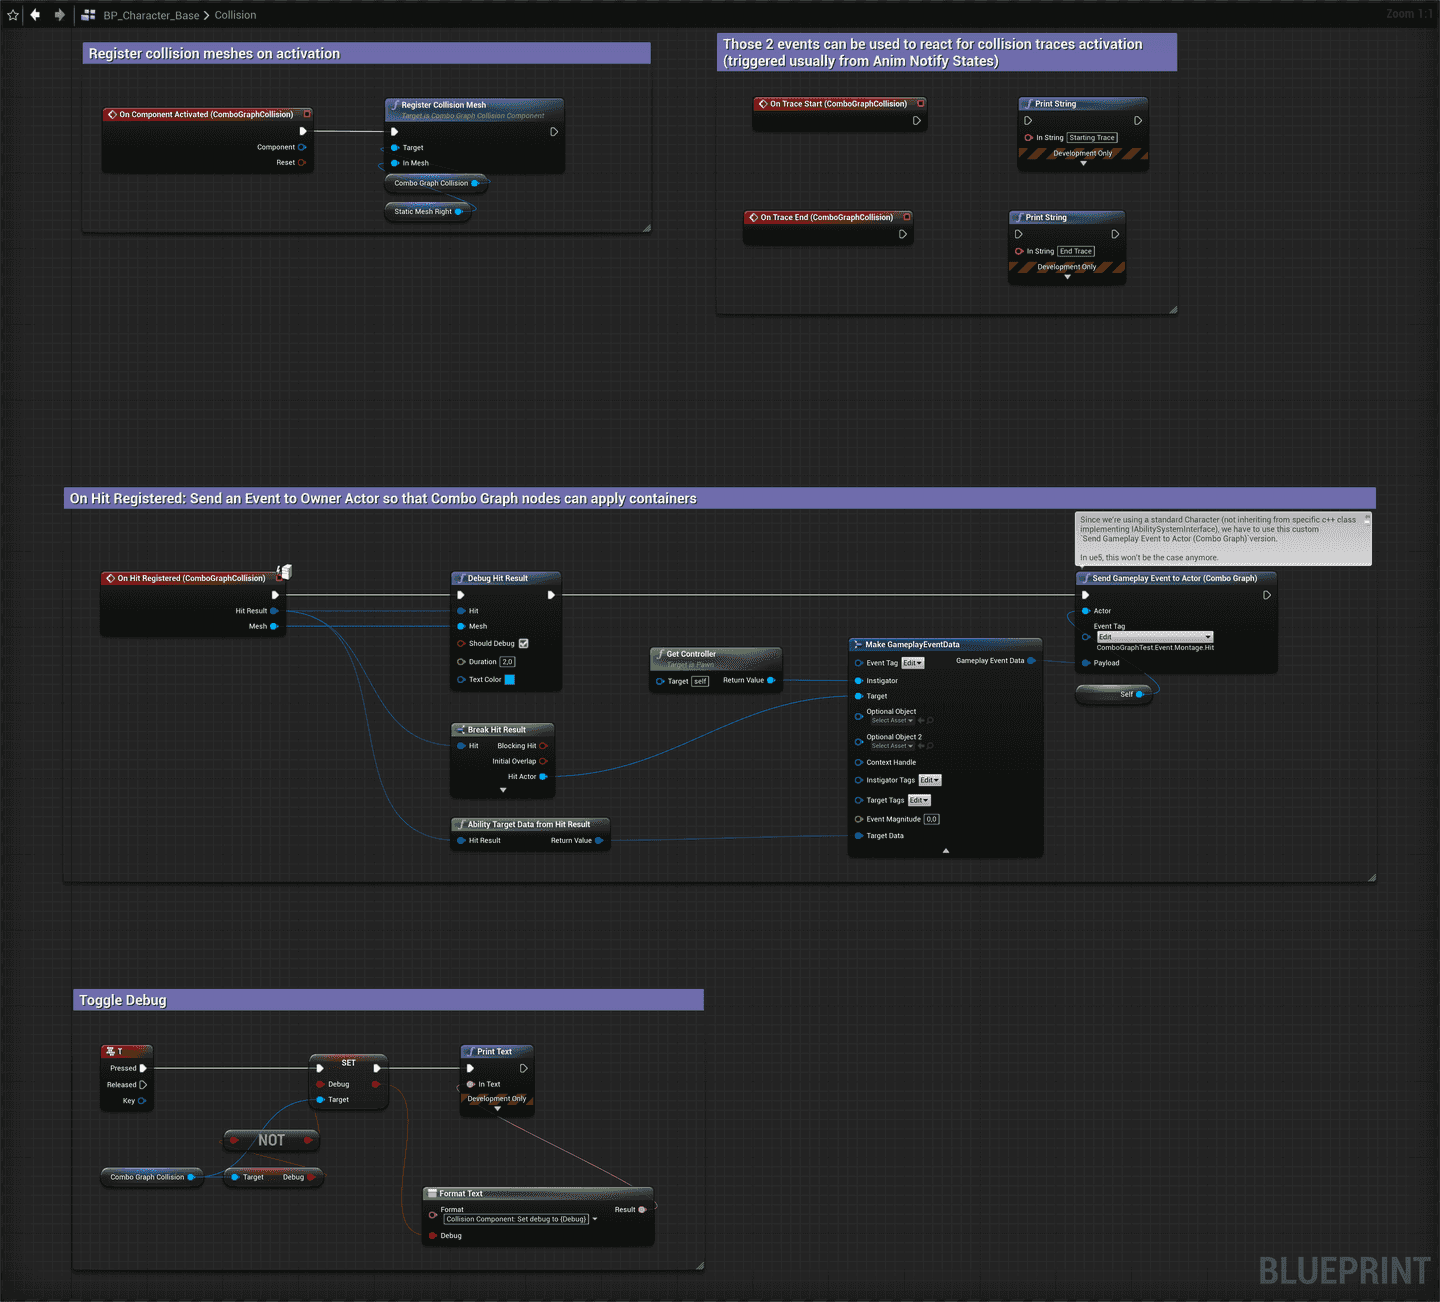 BP_Character_Base > Collision
Zoom 1:1
Register collision meshes on activation
On Component Activated (ComboGraphCollision)
Component
Reset
Register Collision Mesh
Target is Combo Graph Collision Component
Target
In Mesh
Combo Graph Collision
Static Mesh Right
Those 2 events can be used to react for collision traces activation
(triggered usually from Anim Notify States)
On Trace Start (ComboGraphCollision)
Print String
In String Starting Trace
Development Only
On Trace End (ComboGraphCollision)
Print String
In String End Trace
Development Only
On Hit Registered: Send an Event to Owner Actor so that Combo Graph nodes can apply containers
Since we're using a standard Character (not inheriting from specific c++ class
implementing IAbilitySystemInterface), we have to use this custom
`Send Gameplay Event to Actor (Combo Graph)`version.
In ue5, this won't be the case anymore.
On Hit Registered (ComboGraphCollision)
Hit Result
Mesh
Debug Hit Result
Hit
Mesh
Should Debug
Duration 2,0
Text Color
Break Hit Result
Hit
Blocking Hit
Initial Overlap
Hit Actor
Ability Target Data from Hit Result
Hit Result
Return Value
Get Controller
Target is Pawn
Target self
Return Value
Make GameplayEventData
Event Tag Edit
Gameplay Event Data
Instigator
Target
Optional Object
Select Asset
Optional Object 2
Select Asset
Context Handle
Instigator Tags Edit
Target Tags Edit
Event Magnitude 0,0
Target Data
Send Gameplay Event to Actor (Combo Graph)
Actor
Event Tag
Edit
ComboGraphTest.Event.Montage.Hit
Payload
Self
Toggle Debug
T
Pressed
Released
Key
SET
Debug
Target
NOT
Combo Graph Collision
Target
Debug
Print Text
In Text
Development Only
Format Text
Format
Collision Component: Set debug to {Debug}
Result
Debug
BLUEPRINT